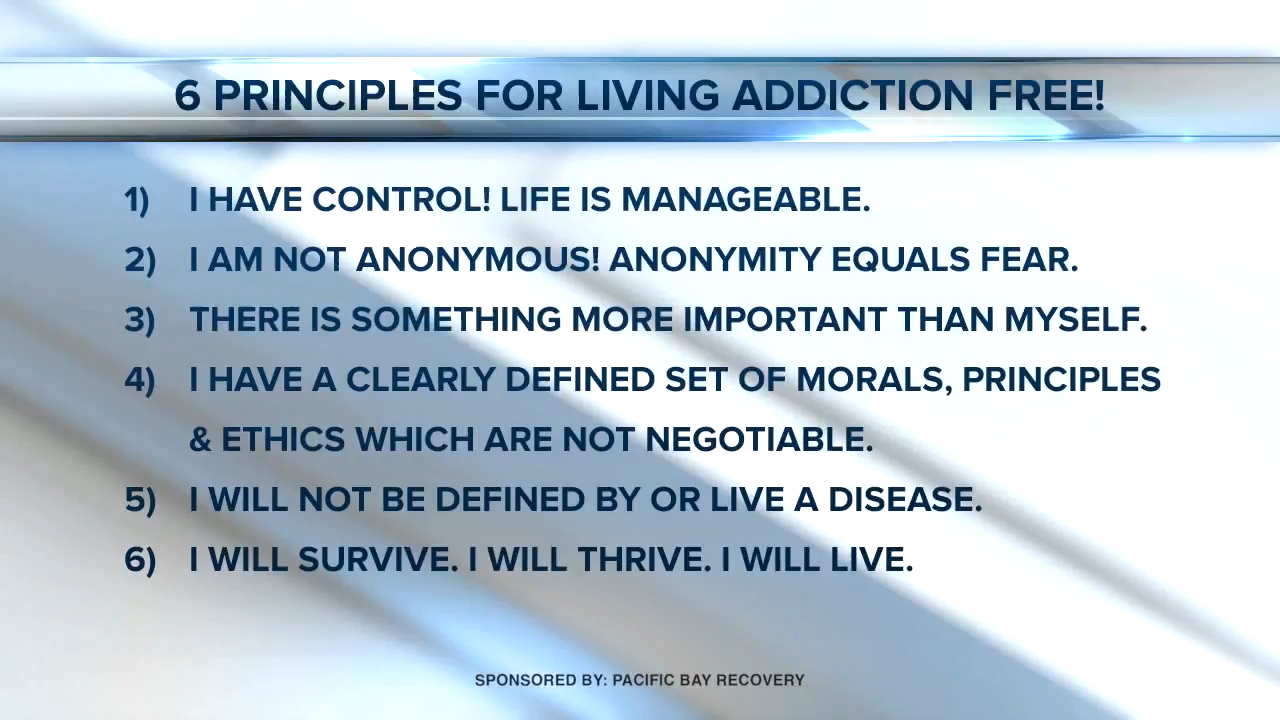 6 PRINCIPLES FOR LIVING ADDICTION FREE!
1) I HAVE CONTROL! LIFE IS MANAGEABLE.
2) I AM NOT ANONYMOUS! ANONYMITY EQUALS FEAR.
3) THERE IS SOMETHING MORE IMPORTANT THAN MYSELF.
4) I HAVE A CLEARLY DEFINED SET OF MORALS, PRINCIPLES
& ETHICS WHICH ARE NOT NEGOTIABLE.
5) I WILL NOT BE DEFINED BY OR LIVE A DISEASE.
6) I WILL SURVIVE. I WILL THRIVE. I WILL LIVE.
SPONSORED BY: PACIFIC BAY RECOVERY